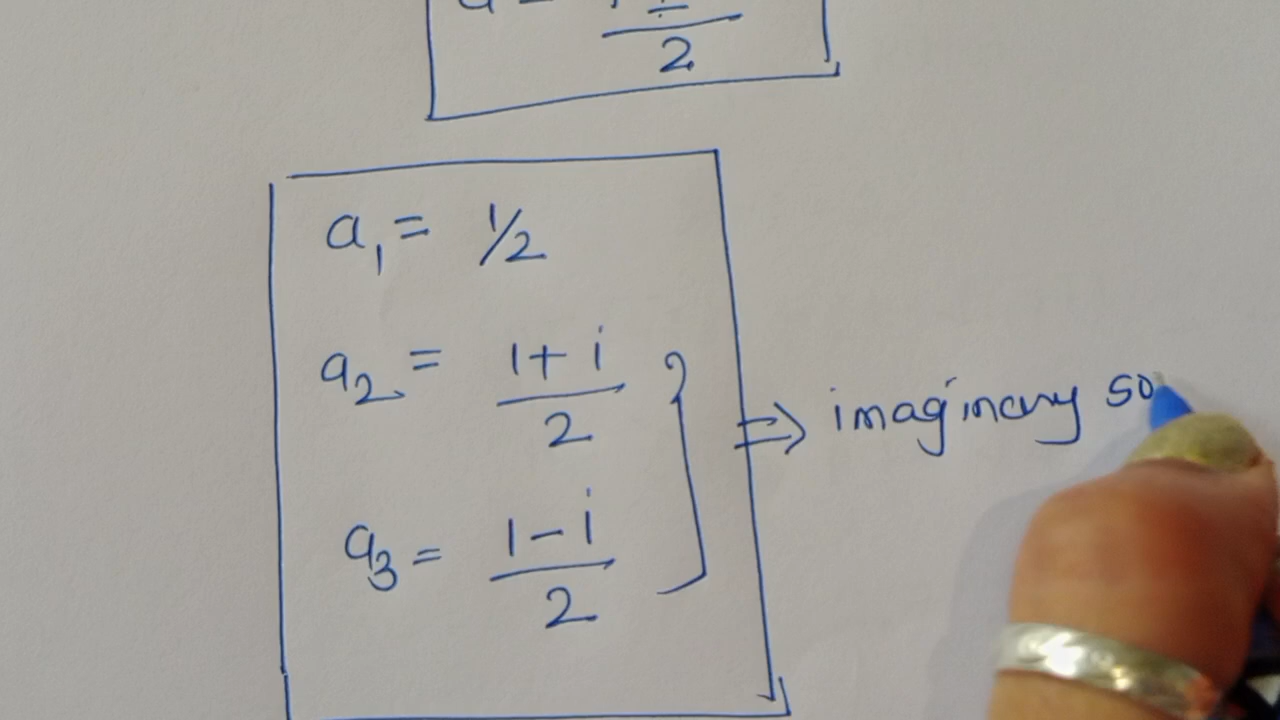 2
a₁ = 1/2
a₂ = (1 + i)/2 ⇒ imaginary so
a₃ = (1 - i)/2